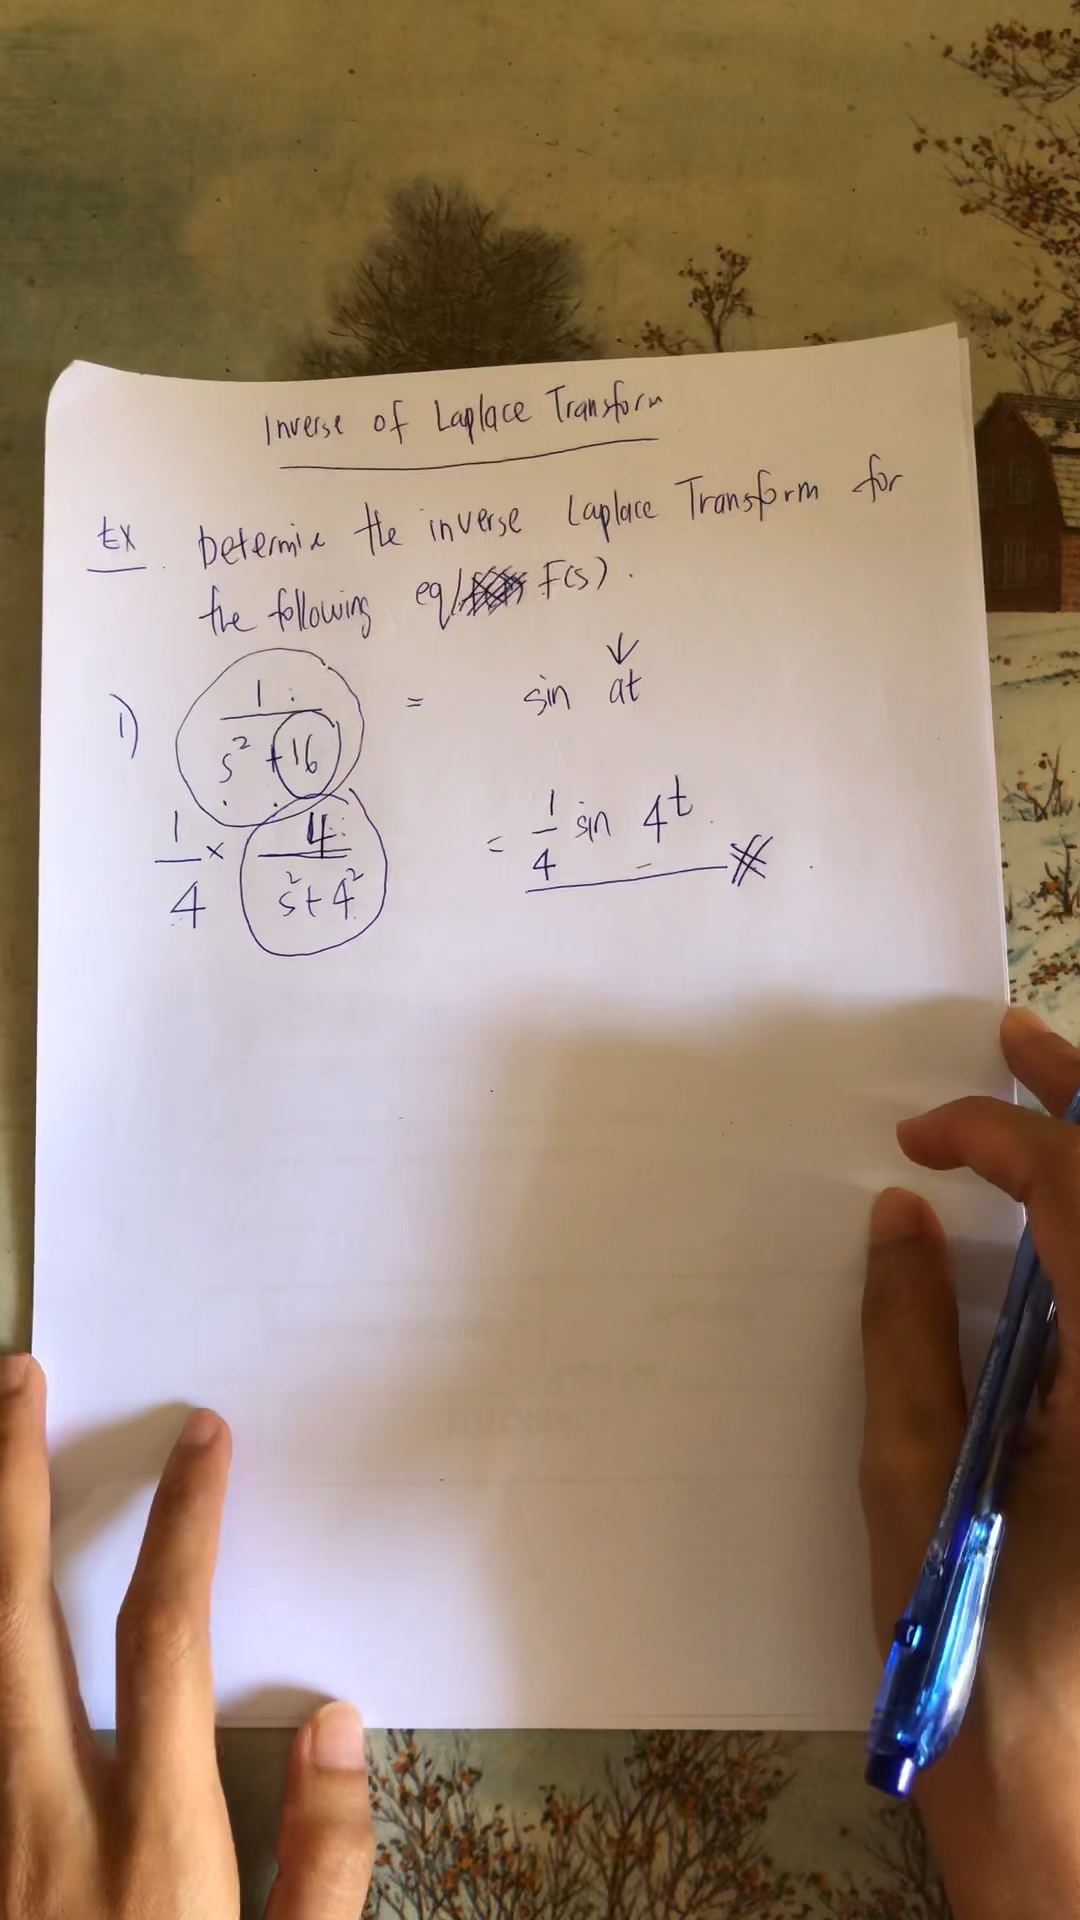 Inverse of Laplace Transform
Ex. Determine the inverse Laplace Transform for
the following eq/ F(s).
1) 1 / s² + 16 = sin at
1/4 × 4 / s² + 4² = 1/4 sin 4t